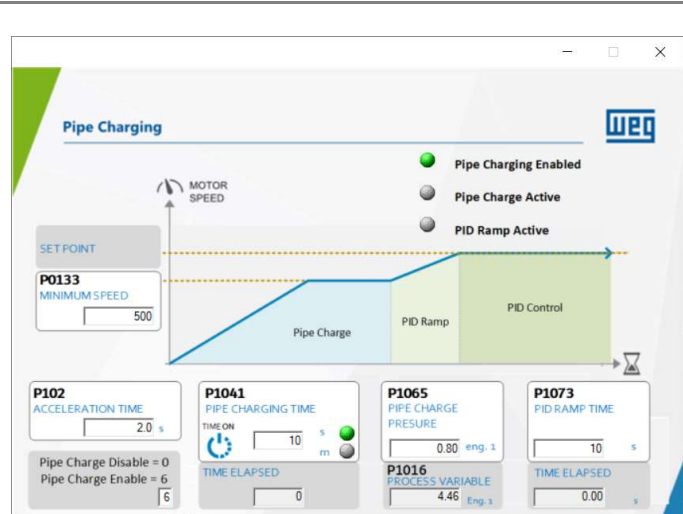 Pipe Charging
WEG
Pipe Charging Enabled
MOTOR
SPEED
Pipe Charge Active
PID Ramp Active
SET POINT
P0133
MINIMUM SPEED
500
Pipe Charge
PID Ramp
PID Control
P102
ACCELERATION TIME
2.0 s
P1041
PIPE CHARGING TIME
TIME ON
10 s
m
P1065
PIPE CHARGE
PRESURE
0.80 eng. 1
P1073
PID RAMP TIME
10 s
Pipe Charge Disable = 0
Pipe Charge Enable = 6
6
TIME ELAPSED
0
P1016
PROCESS VARIABLE
4.46 Eng. 1
TIME ELAPSED
0.00 s